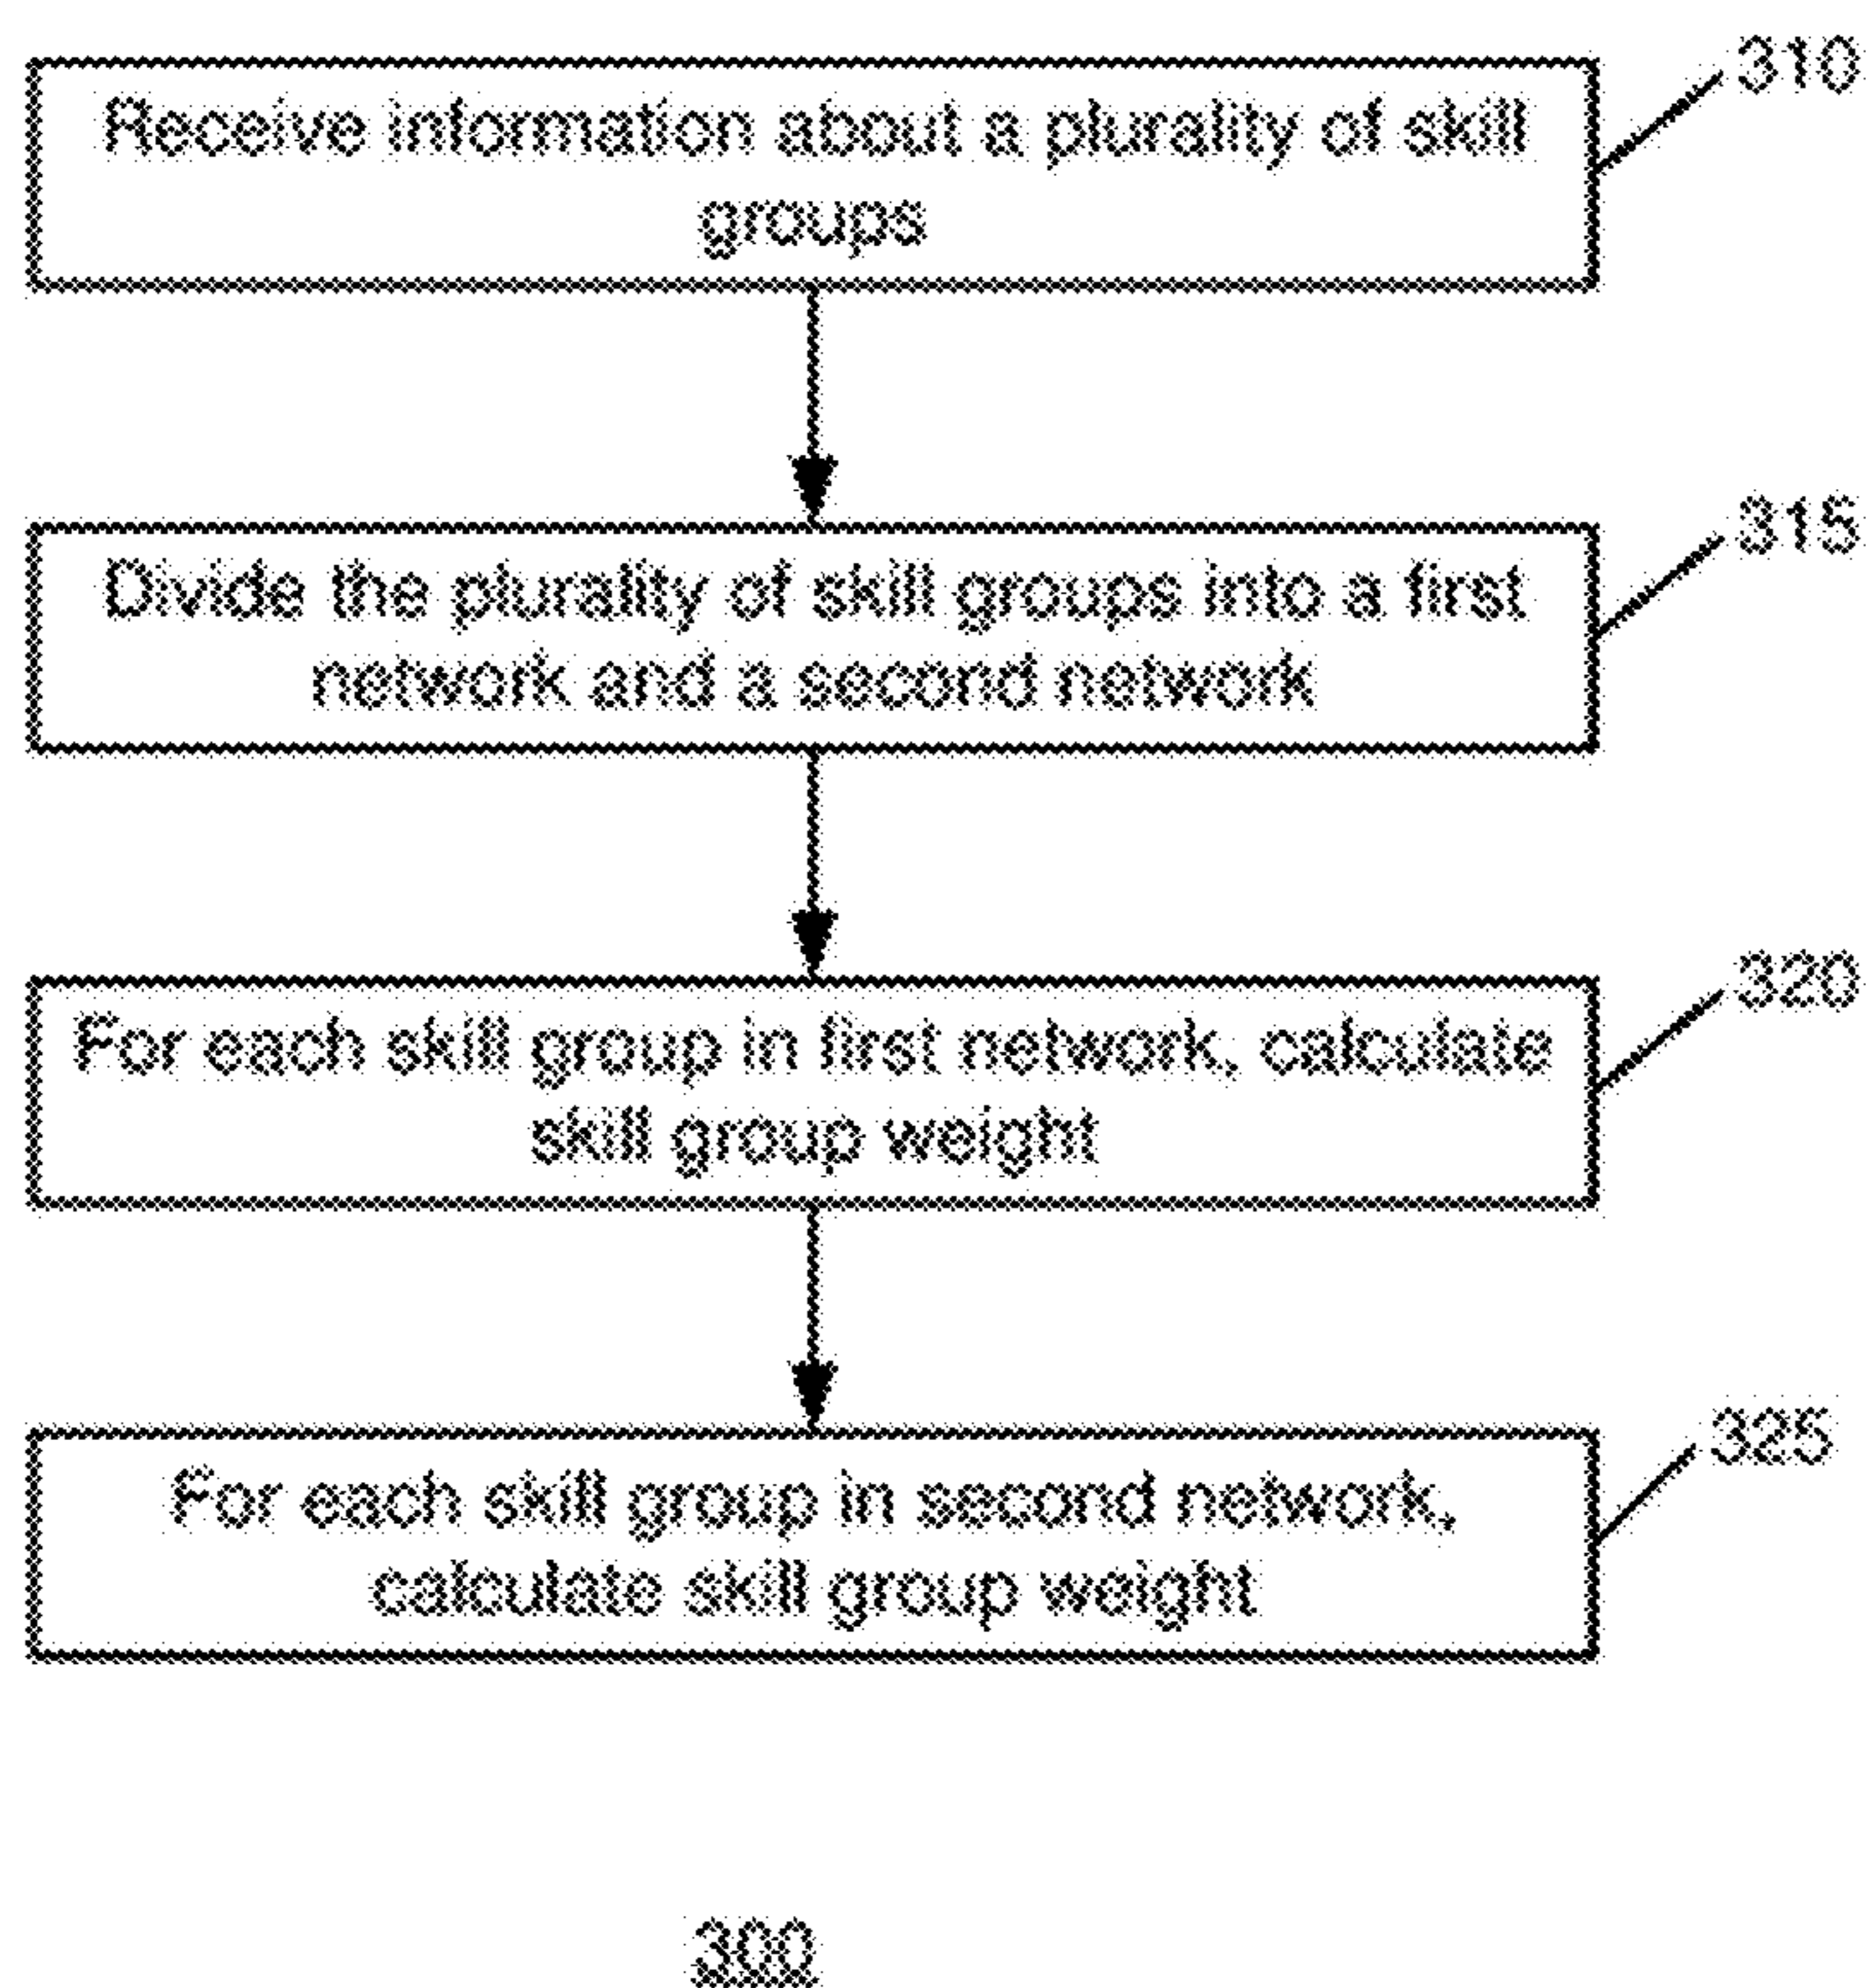 310
Receive information about a plurality of skill
groups
315
Divide the plurality of skill groups into a first
network and a second network
320
For each skill group in first network, calculate
skill group weight
325
For each skill group in second network,
calculate skill group weight
300